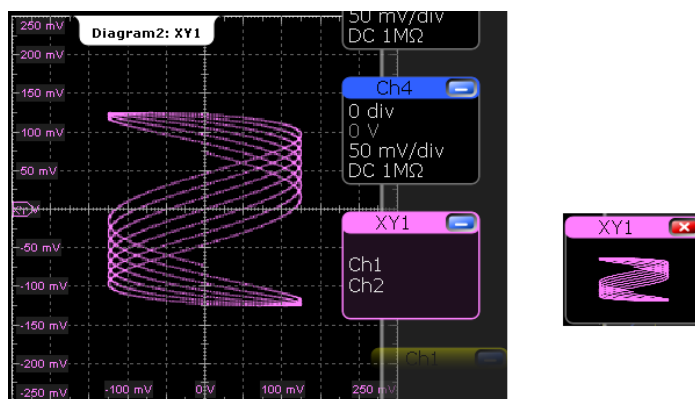 250 mV
Diagram2: XY1
200 mV
150 mV
100 mV
50 mV
-50 mV
-100 mV
-150 mV
-200 mV
-250 mV
-100 mV
0 V
100 mV
250 mV
50 mV/div
DC 1MΩ
Ch4
0 div
0 V
50 mV/div
DC 1MΩ
XY1
Ch1
Ch2
Ch1
XY1